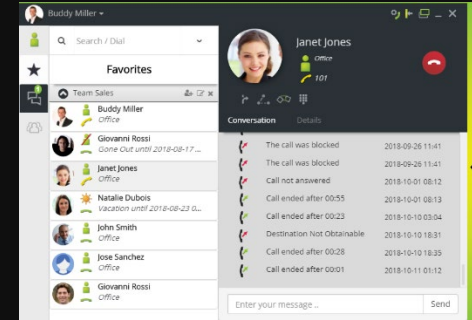 Buddy Miller
Search / Dial
Favorites
Team Sales
Buddy Miller
Office
Giovanni Rossi
Gone Out until 2018-08-17 ...
Janet Jones
Office
Natalie Dubois
Vacation until 2018-08-23 0...
John Smith
Office
Jose Sanchez
Office
Giovanni Rossi
Office
1
Janet Jones
Office
101
Conversation Details
The call was blocked 2018-09-26 11:41
The call was blocked 2018-09-26 11:41
Call not answered 2018-10-01 08:12
Call ended after 00:55 2018-10-01 08:13
Call ended after 00:23 2018-10-10 03:04
Destination Not Obtainable 2018-10-10 18:31
Call ended after 00:28 2018-10-10 18:35
Call ended after 00:01 2018-10-11 01:12
Enter your message .. Send